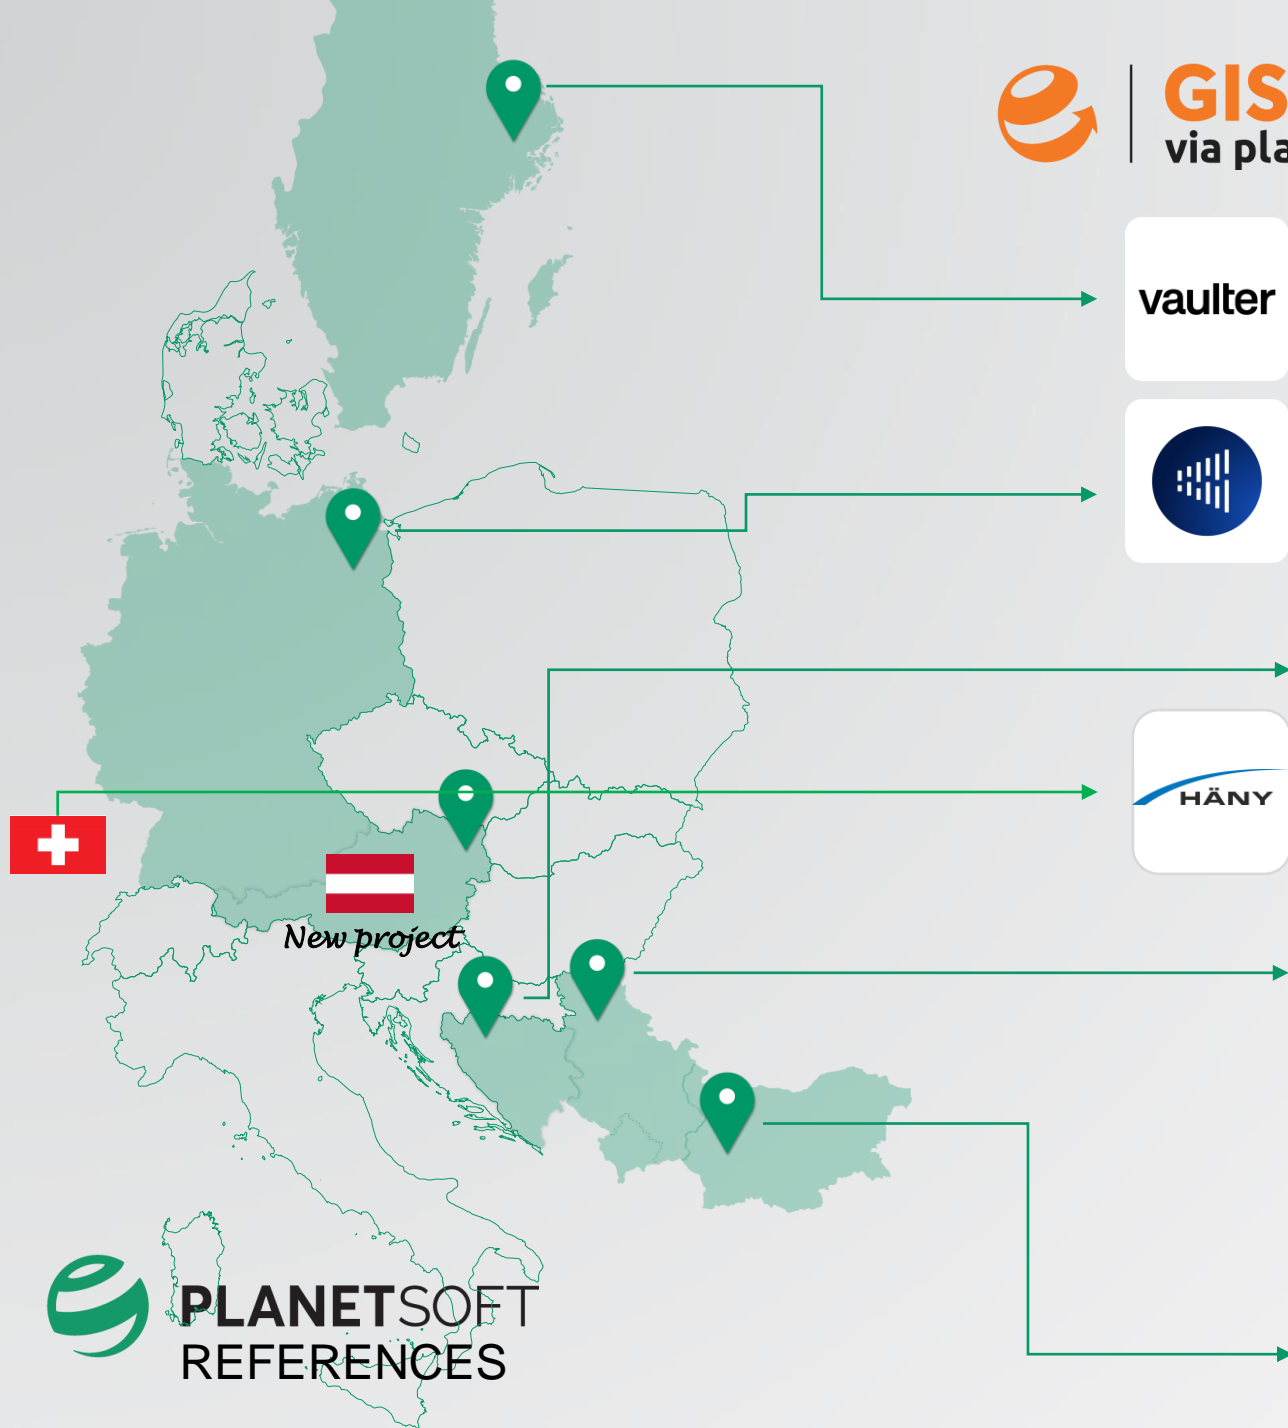 GIS
via pla
vaulter
HÄNY
New project
PLANETSOFT
REFERENCES